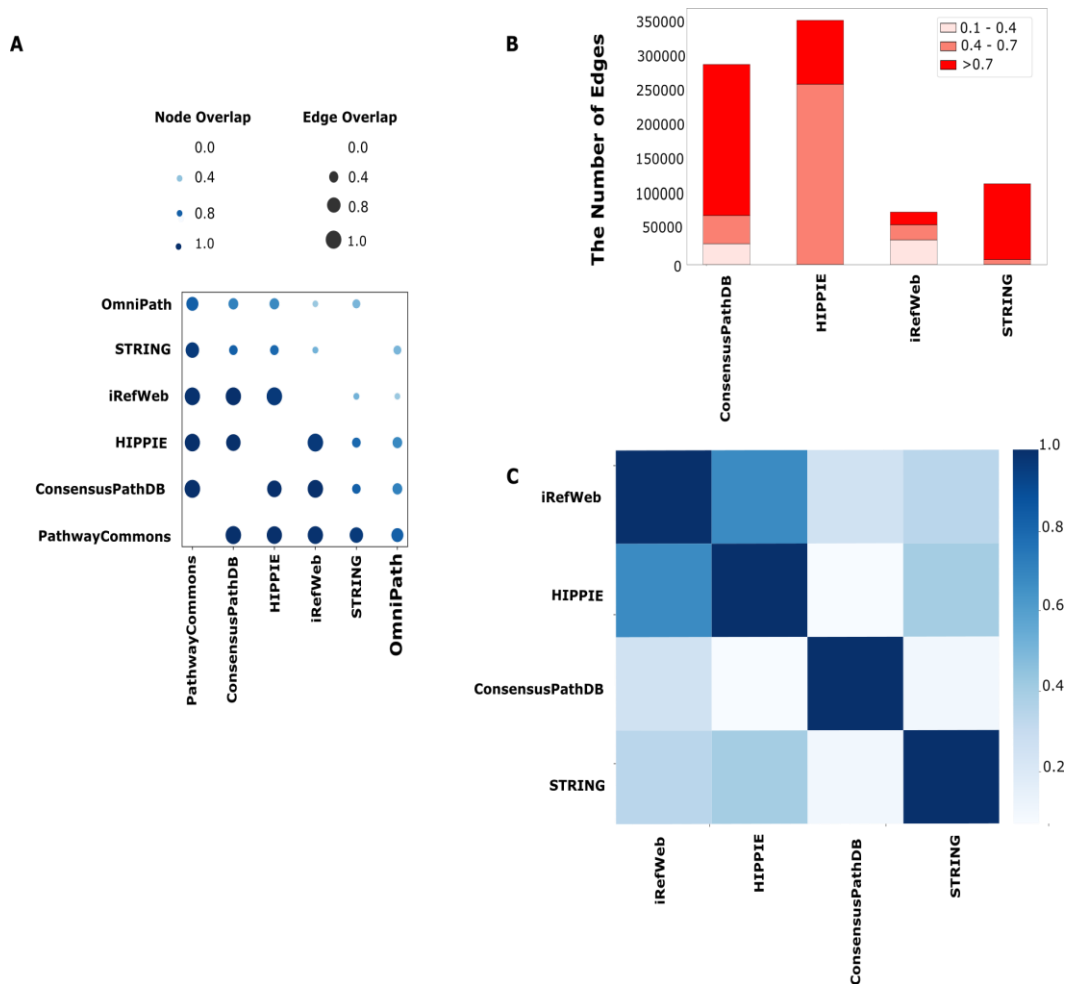 A
Node Overlap
0.0
0.4
0.8
1.0
Edge Overlap
0.0
0.4
0.8
1.0
OmniPath
STRING
iRefWeb
HIPPIE
ConsensusPathDB
PathwayCommons
PathwayCommons
ConsensusPathDB
HIPPIE
iRefWeb
STRING
OmniPath
B
The Number of Edges
350000
300000
250000
200000
150000
100000
50000
0
0.1 - 0.4
0.4 - 0.7
>0.7
ConsensusPathDB
HIPPIE
iRefWeb
STRING
C
iRefWeb
HIPPIE
ConsensusPathDB
STRING
iRefWeb
HIPPIE
ConsensusPathDB
STRING
1.0
0.8
0.6
0.4
0.2